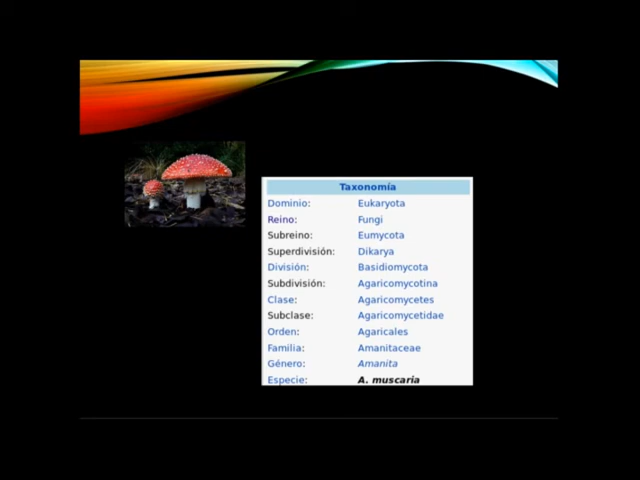 Taxonomía
Dominio: Eukaryota
Reino: Fungi
Subreino: Eumycota
Superdivisión: Dikarya
División: Basidiomycota
Subdivisión: Agaricomycotina
Clase: Agaricomycetes
Subclase: Agaricomycetidae
Orden: Agaricales
Familia: Amanitaceae
Género: Amanita
Especie: A. muscaria